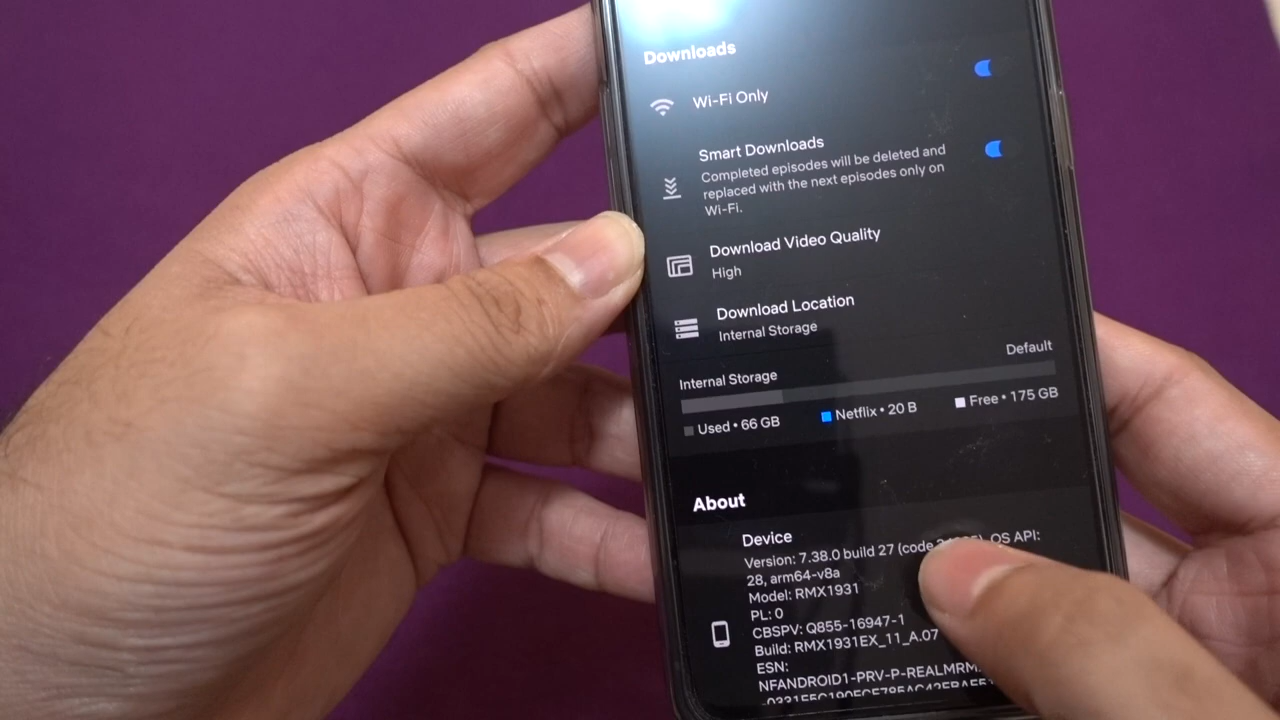 Downloads
Wi-Fi Only
Smart Downloads
Completed episodes will be deleted and
replaced with the next episodes only on
Wi-Fi.
Download Video Quality
High
Download Location
Internal Storage
Default
Internal Storage
Used • 66 GB
Netflix • 20 B
Free • 175 GB
About
Device
Version: 7.38.0 build 27 (code OS API:
28, arm64-v8a
Model: RMX1931
PL: 0
CBSPV: Q855-16947-1
Build: RMX1931EX_11_A.07
ESN:
NFANDROID1-PRV-P-REALMRM